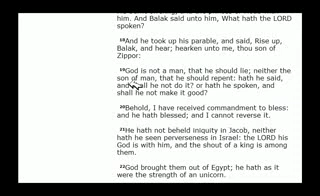 him. And Balak said unto him, What hath the LORD
spoken?
18And he took up his parable, and said, Rise up,
Balak, and hear; hearken unto me, thou son of
Zippor:
19God is not a man, that he should lie; neither the
son of man, that he should repent: hath he said,
and shall he not do it? or hath he spoken, and
shall he not make it good?
20Behold, I have received commandment to bless:
and he hath blessed; and I cannot reverse it.
21He hath not beheld iniquity in Jacob, neither
hath he seen perverseness in Israel: the LORD his
God is with him, and the shout of a king is among
them.
22God brought them out of Egypt; he hath as it
were the strength of an unicorn.